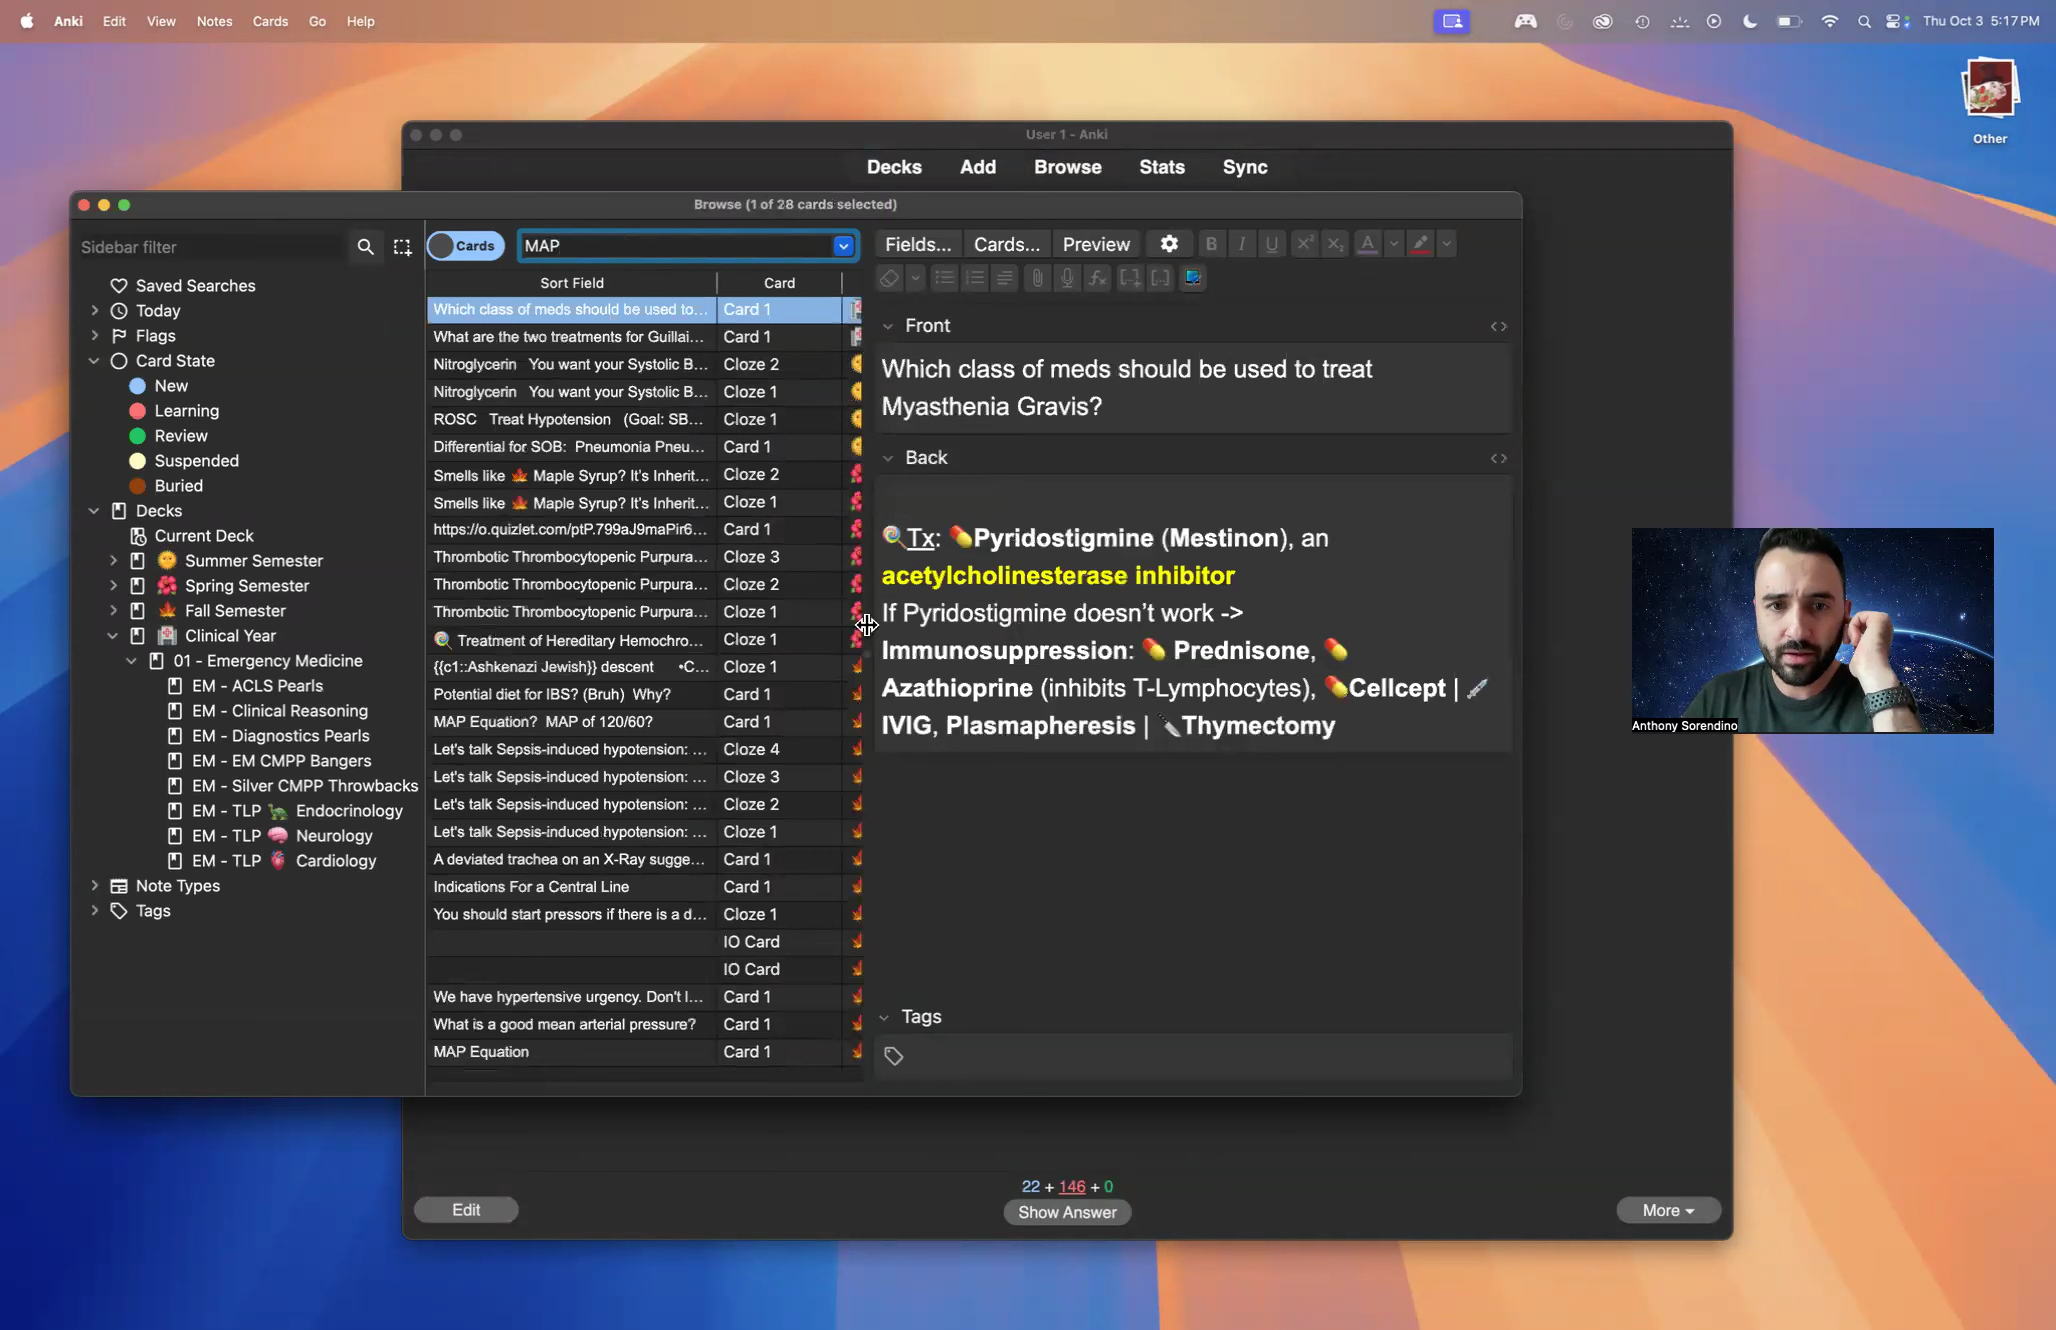 Anki Edit View Notes Cards Go Help
Thu Oct 3 5:17 PM
Other
User 1 - Anki
Decks Add Browse Stats Sync
Browse (1 of 28 cards selected)
Sidebar filter
Saved Searches
Today
Flags
Card State
New
Learning
Review
Suspended
Buried
Decks
Current Deck
🌞 Summer Semester
🌺 Spring Semester
🍁 Fall Semester
🏥 Clinical Year
01 - Emergency Medicine
EM - ACLS Pearls
EM - Clinical Reasoning
EM - Diagnostics Pearls
EM - EM CMPP Bangers
EM - Silver CMPP Throwbacks
EM - TLP 🦕 Endocrinology
EM - TLP 🧠 Neurology
EM - TLP 🫀 Cardiology
Note Types
Tags
Cards
MAP
Sort Field Card
Which class of meds should be used to... Card 1
What are the two treatments for Guillai... Card 1
Nitroglycerin You want your Systolic B... Cloze 2
Nitroglycerin You want your Systolic B... Cloze 1
ROSC Treat Hypotension (Goal: SB... Cloze 1
Differential for SOB: Pneumonia Pneu... Card 1
Smells like 🍁 Maple Syrup? It's Inherit... Cloze 2
Smells like 🍁 Maple Syrup? It's Inherit... Cloze 1
https://o.quizlet.com/ptP.799aJ9maPir6... Card 1
Thrombotic Thrombocytopenic Purpura... Cloze 3
Thrombotic Thrombocytopenic Purpura... Cloze 2
Thrombotic Thrombocytopenic Purpura... Cloze 1
🍭 Treatment of Hereditary Hemochro... Cloze 1
{{c1::Ashkenazi Jewish}} descent •C... Cloze 1
Potential diet for IBS? (Bruh) Why? Card 1
MAP Equation? MAP of 120/60? Card 1
Let's talk Sepsis-induced hypotension: ... Cloze 4
Let's talk Sepsis-induced hypotension: ... Cloze 3
Let's talk Sepsis-induced hypotension: ... Cloze 2
Let's talk Sepsis-induced hypotension: ... Cloze 1
A deviated trachea on an X-Ray sugge... Card 1
Indications For a Central Line Card 1
You should start pressors if there is a d... Cloze 1
IO Card
IO Card
We have hypertensive urgency. Don't l... Card 1
What is a good mean arterial pressure? Card 1
MAP Equation Card 1
Fields... Cards... Preview B I U X² X₂ A
fx [...] [...]
Front <>
Which class of meds should be used to treat
Myasthenia Gravis?
Back <>
🍭Tx: 💊Pyridostigmine (Mestinon), an
acetylcholinesterase inhibitor
If Pyridostigmine doesn't work ->
Immunosuppression: 💊 Prednisone, 💊
Azathioprine (inhibits T-Lymphocytes), 💊Cellcept | 💉
IVIG, Plasmapheresis | 🔪Thymectomy
Tags
Anthony Sorendino
22 + 146 + 0
Edit Show Answer More